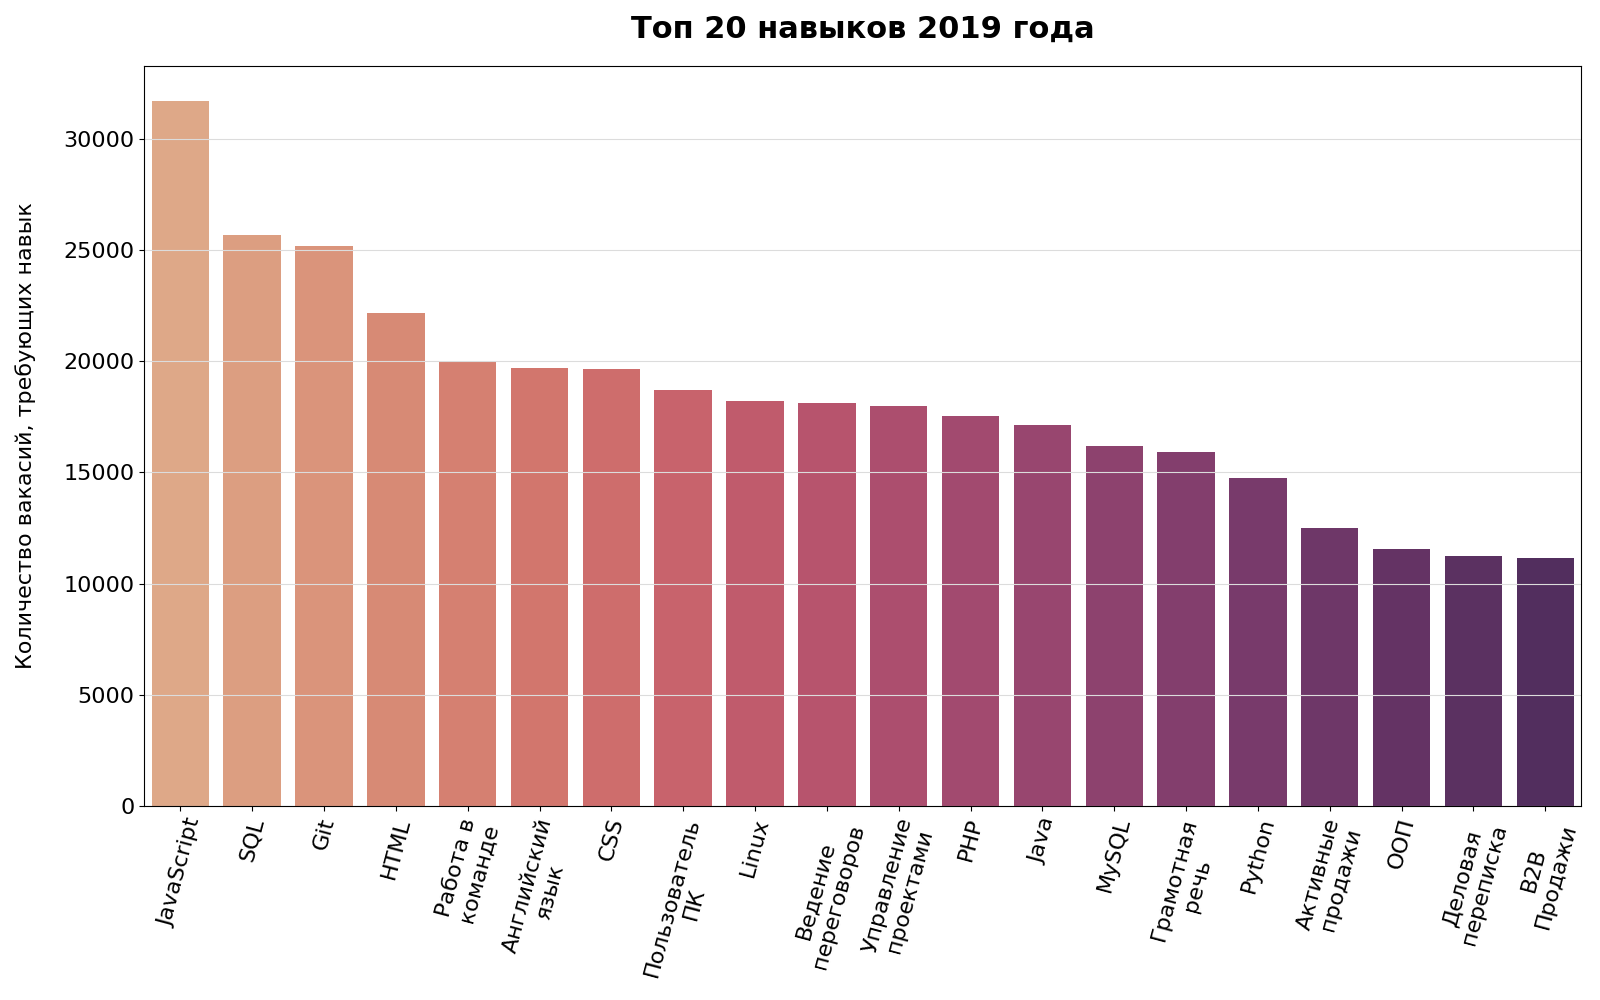 Топ 20 навыков 2019 года
Количество вакасий, требующих навык
30000
25000
20000
15000
10000
5000
0
JavaScript
SQL
Git
HTML
Работа в
команде
Английский
язык
CSS
Пользователь
ПК
Linux
Ведение
переговоров
Управление
проектами
PHP
Java
MySQL
Грамотная
речь
Python
Активные
продажи
ООП
Деловая
переписка
B2B
Продажи